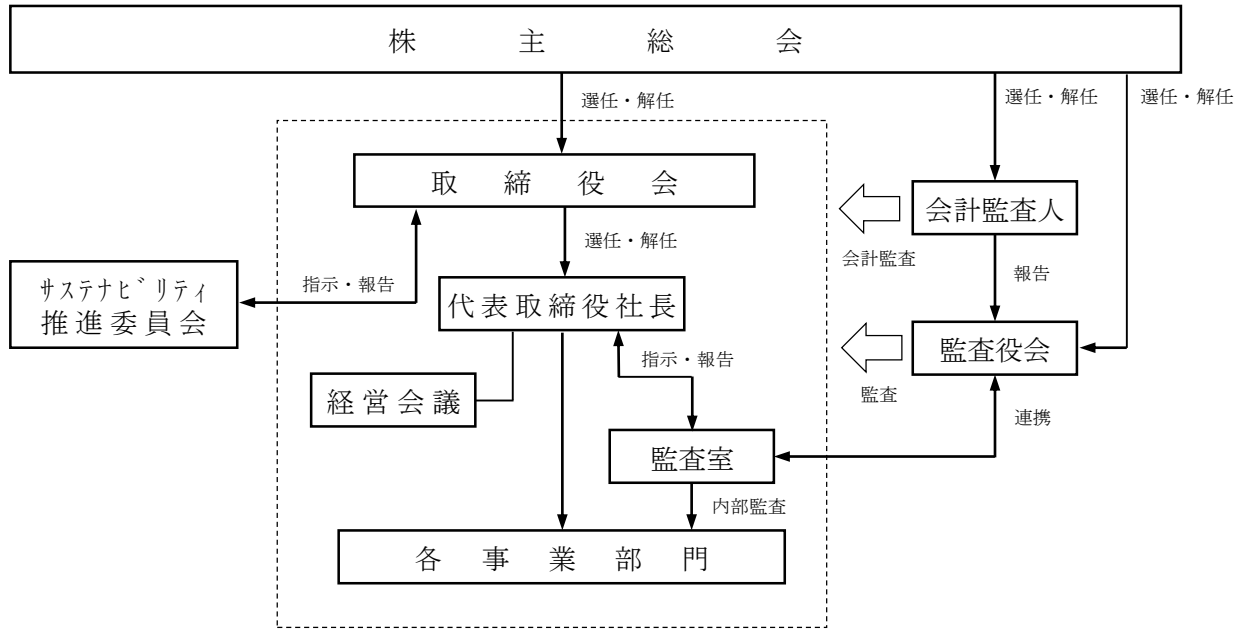 株主総会
選任・解任
選任・解任
選任・解任
取締役会
会計監査人
選任・解任
会計監査
サステナビリティ
推進委員会
指示・報告
代表取締役社長
報告
監査役会
指示・報告
監査
経営会議
連携
監査室
内部監査
各事業部門